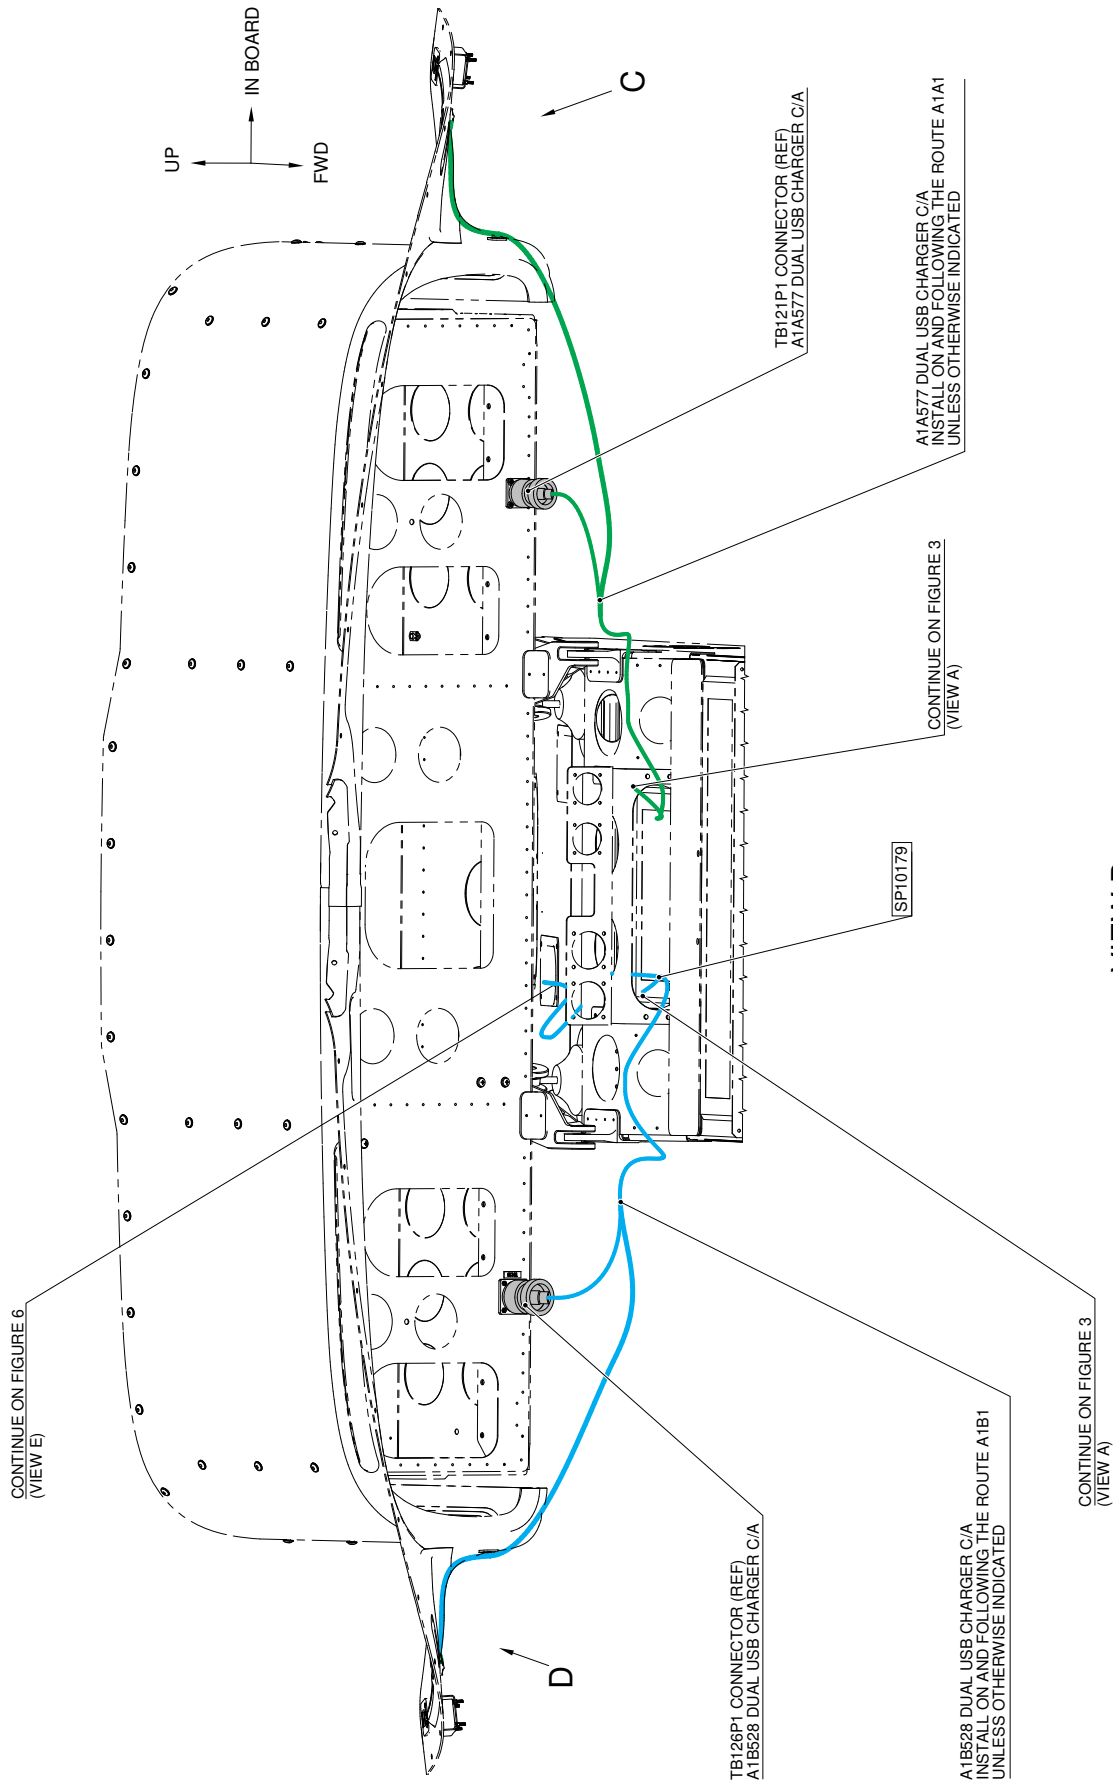 CONTINUE ON FIGURE 6
(VIEW E)
UP
IN BOARD
FWD
C
D
TB121P1 CONNECTOR (REF)
A1A577 DUAL USB CHARGER C/A
A1A577 DUAL USB CHARGER C/A
INSTALL ON AND FOLLOWING THE ROUTE A1A1
UNLESS OTHERWISE INDICATED
CONTINUE ON FIGURE 3
(VIEW A)
SP10179
TB126P1 CONNECTOR (REF)
A1B528 DUAL USB CHARGER C/A
A1B528 DUAL USB CHARGER C/A
INSTALL ON AND FOLLOWING THE ROUTE A1B1
UNLESS OTHERWISE INDICATED
CONTINUE ON FIGURE 3
(VIEW A)